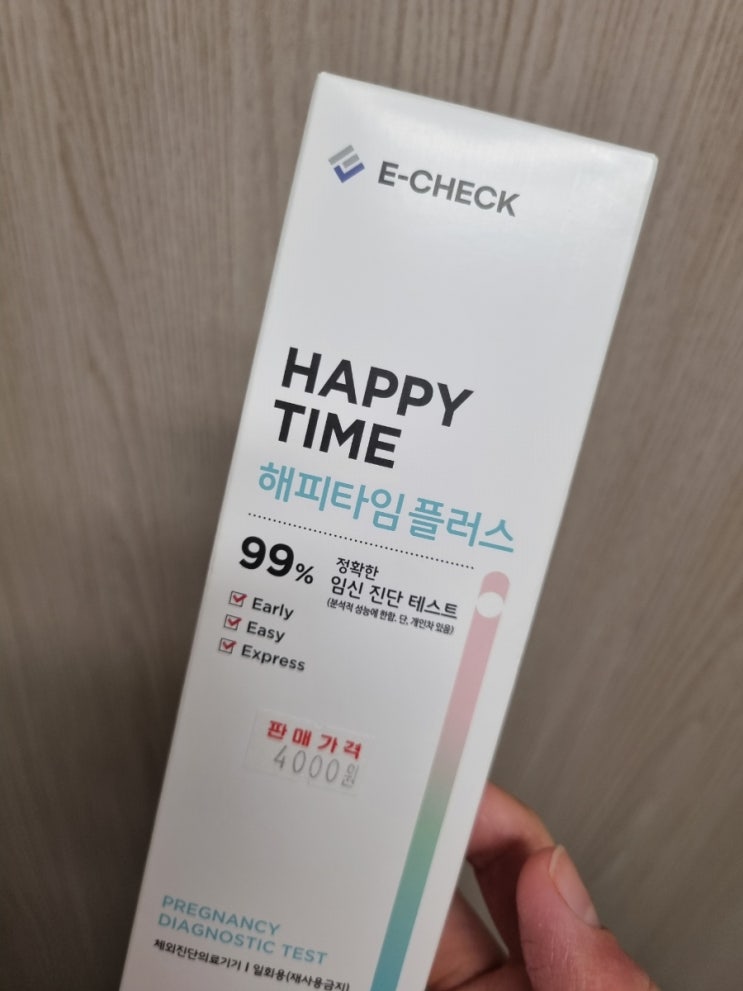 E-CHECK
HAPPY
TIME
해피타임 플러스
99% 정확한
임신 진단 테스트
(분석적 성능에 한함. 단, 개인차 있음)
Early
Easy
Express
판매가격
4000원
PREGNANCY
DIAGNOSTIC TEST
체외진단의료기기 I 일회용(재사용금지)